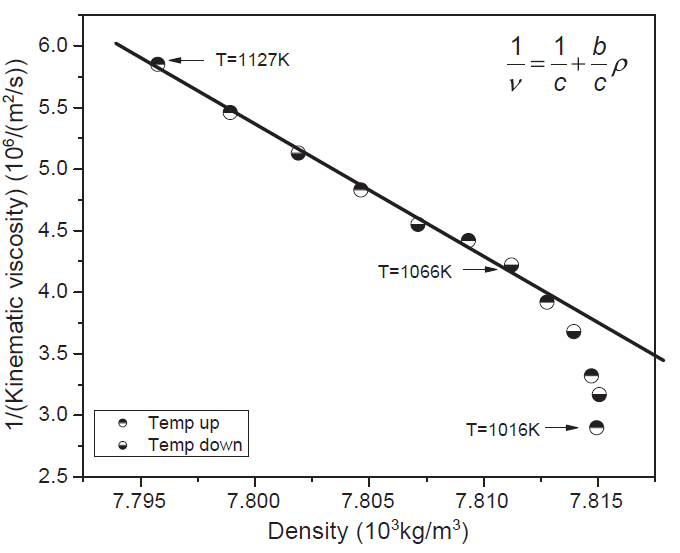 1/ν = 1/c + b/c ρ
T=1127K
T=1066K
T=1016K
Temp up
Temp down
6.0
5.5
5.0
4.5
4.0
3.5
3.0
2.5
7.795 7.800 7.805 7.810 7.815
Density (10³kg/m³)
1/(Kinematic viscosity) (10⁶/(m²/s))